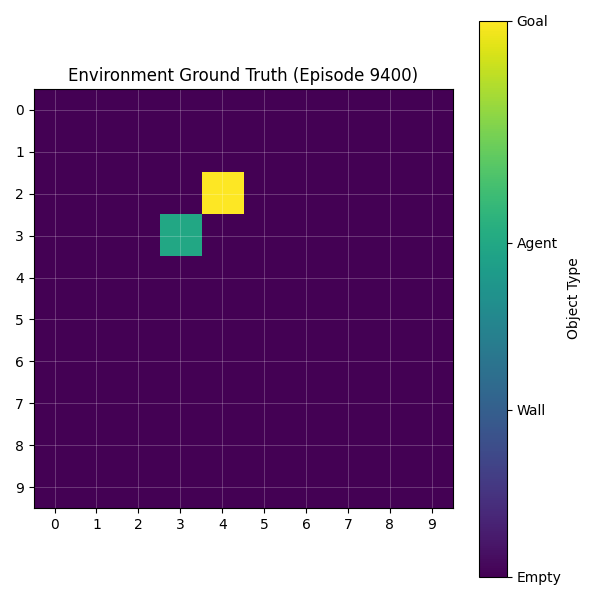 Environment Ground Truth (Episode 9400)
Goal
0
1
2
3
Agent
4
5
6
7
Wall
8
9
0 1 2 3 4 5 6 7 8 9
Empty
Object Type